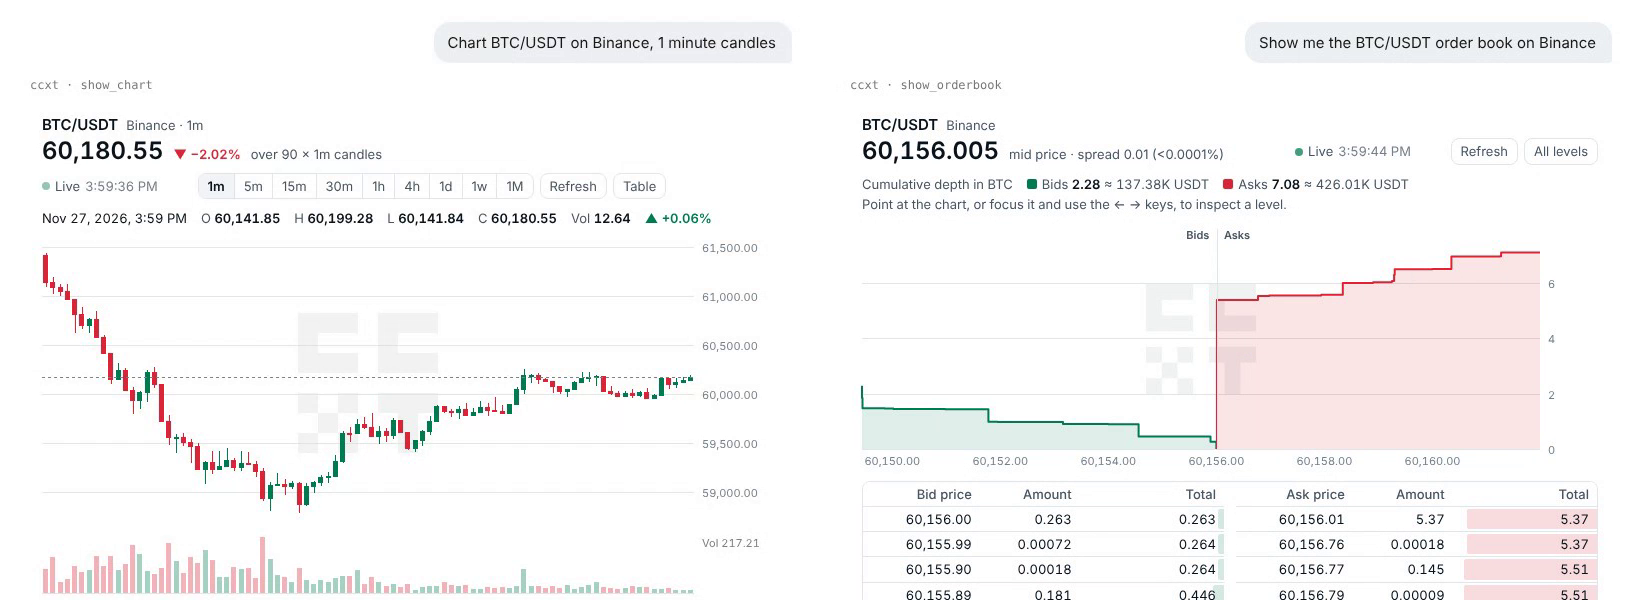 Chart BTC/USDT on Binance, 1 minute candles
ccxt · show_chart
BTC/USDT Binance · 1m
60,180.55 ▼ −2.02% over 90 × 1m candles
Live 3:59:36 PM 1m 5m 15m 30m 1h 4h 1d 1w 1M Refresh Table
Nov 27, 2026, 3:59 PM O 60,141.85 H 60,199.28 L 60,141.84 C 60,180.55 Vol 12.64 ▲ +0.06%
61,500.00
61,000.00
60,500.00
60,000.00
59,500.00
59,000.00
Vol 217.21
CCXT
Show me the BTC/USDT order book on Binance
ccxt · show_orderbook
BTC/USDT Binance
60,156.005 mid price · spread 0.01 (<0.0001%) Live 3:59:44 PM Refresh All levels
Cumulative depth in BTC Bids 2.28 ≈ 137.38K USDT Asks 7.08 ≈ 426.01K USDT
Point at the chart, or focus it and use the ← → keys, to inspect a level.
Bids Asks
6
4
2
0
CCXT
60,150.00 60,152.00 60,154.00 60,156.00 60,158.00 60,160.00
Bid price Amount Total Ask price Amount Total
60,156.00 0.263 0.263 60,156.01 5.37 5.37
60,155.99 0.00072 0.264 60,156.76 0.00018 5.37
60,155.90 0.00018 0.264 60,156.77 0.145 5.51
60,155.89 0.181 0.446 60,156.79 0.00009 5.51